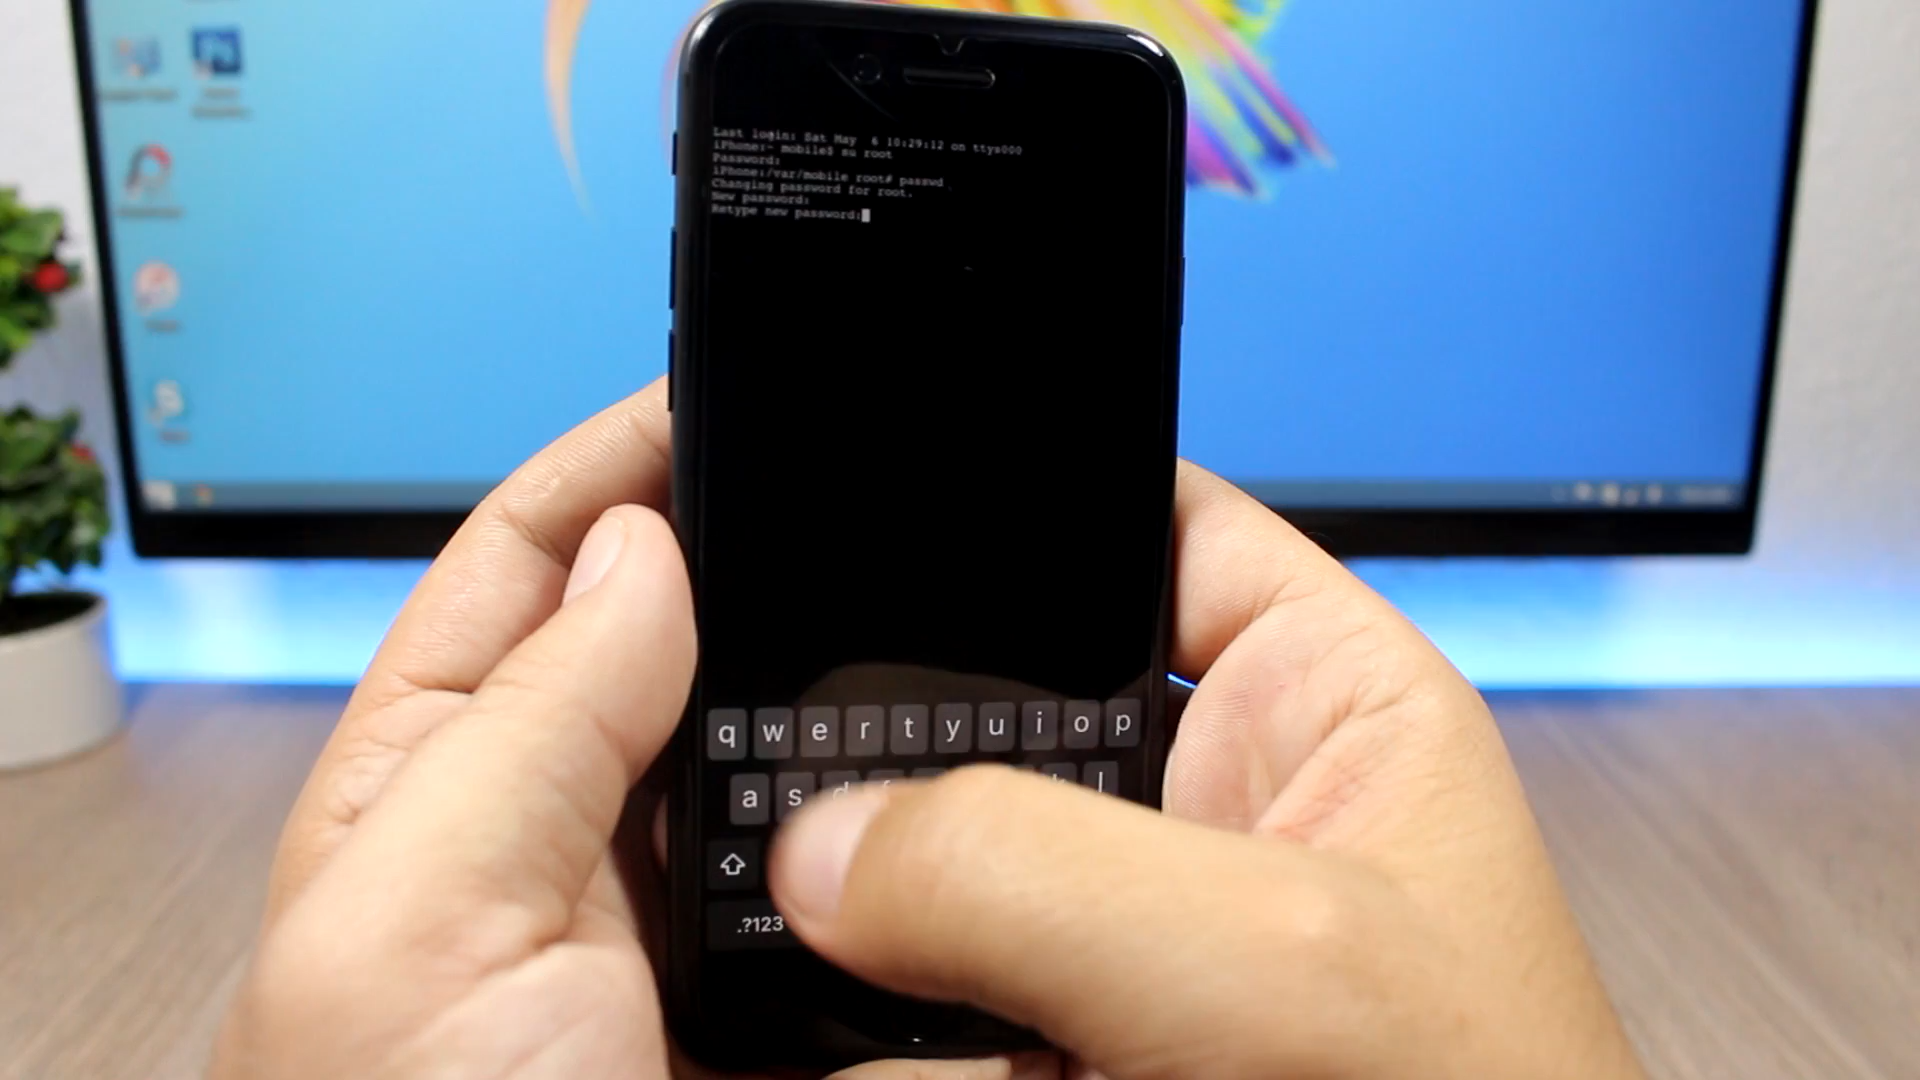 Last login: Sat May  6 10:29:12 on ttys000
iPhone:~ mobile$ su root
Password:
iPhone:/var/mobile root# passwd
Changing password for root.
New password:
Retype new password:
q w e r t y u i o p
a s d f k l
.?123